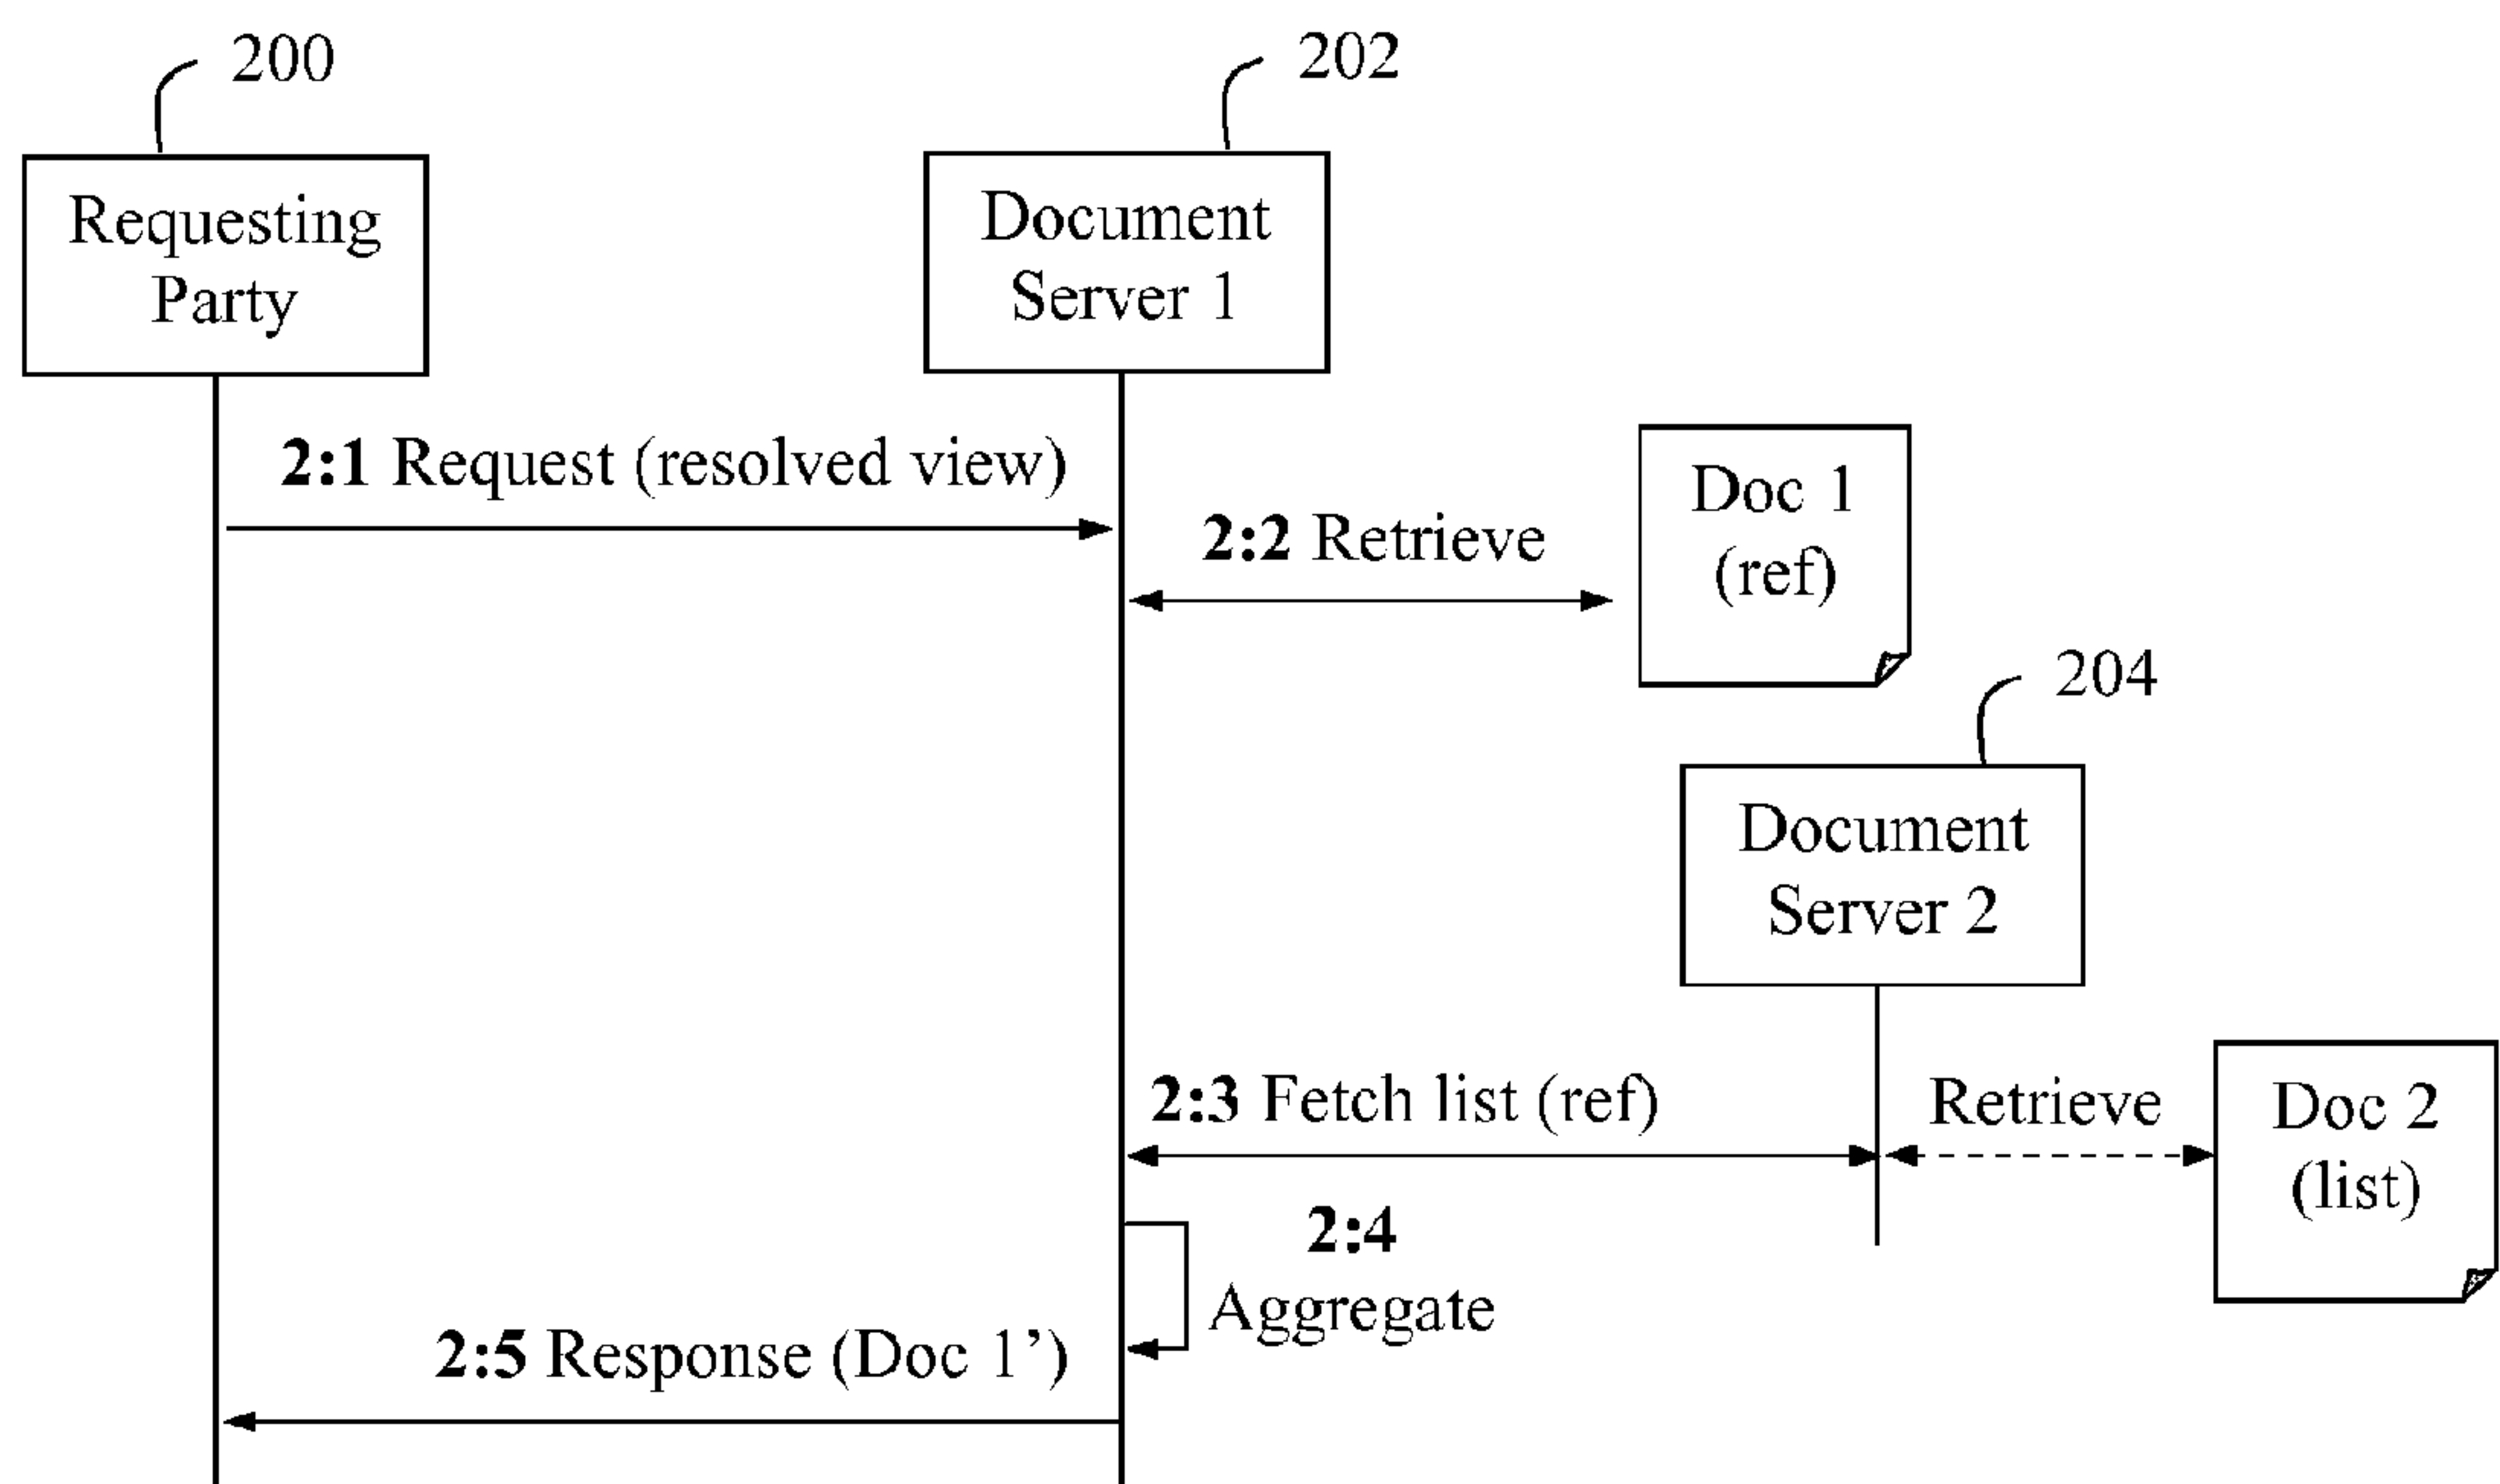 200
202
Requesting
Party
Document
Server 1
2:1 Request (resolved view)
2:2 Retrieve
Doc 1
(ref)
204
Document
Server 2
2:3 Fetch list (ref)
Retrieve
Doc 2
(list)
2:4
Aggregate
2:5 Response (Doc 1’)